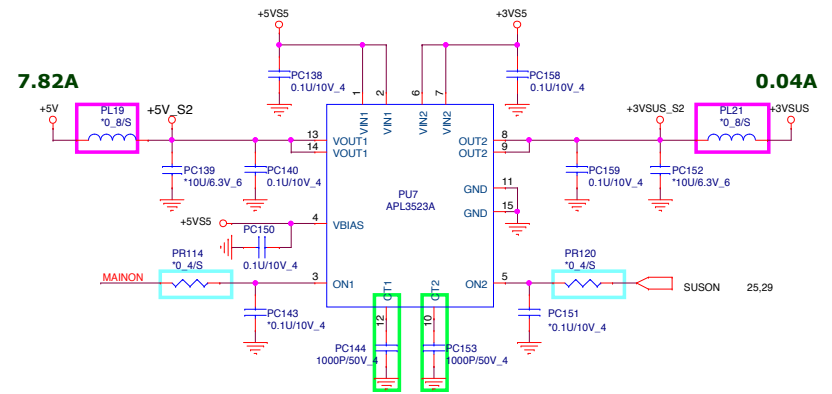 +5VS5
+3VS5
7.82A
0.04A
PC138
0.1U/10V_4
PC158
0.1U/10V_4
1
2
6
7
VIN1
VIN1
VIN2
VIN2
+5V
PL19
*0_8/S
+5V_S2
+3VSUS_S2
PL21
*0_8/S
+3VSUS
13
VOUT1
14
VOUT1
8
OUT2
9
OUT2
PC139
*10U/6.3V_6
PC140
0.1U/10V_4
PC159
0.1U/10V_4
PC152
*10U/6.3V_6
PU7
APL3523A
11
GND
15
GND
+5VS5
4
VBIAS
PC150
0.1U/10V_4
MAINON
PR114
*0_4/S
3
ON1
5
ON2
PR120
*0_4/S
SUSON
25,29
CT1
CT2
PC143
*0.1U/10V_4
12
10
PC151
*0.1U/10V_4
PC144
1000P/50V_4
PC153
1000P/50V_4